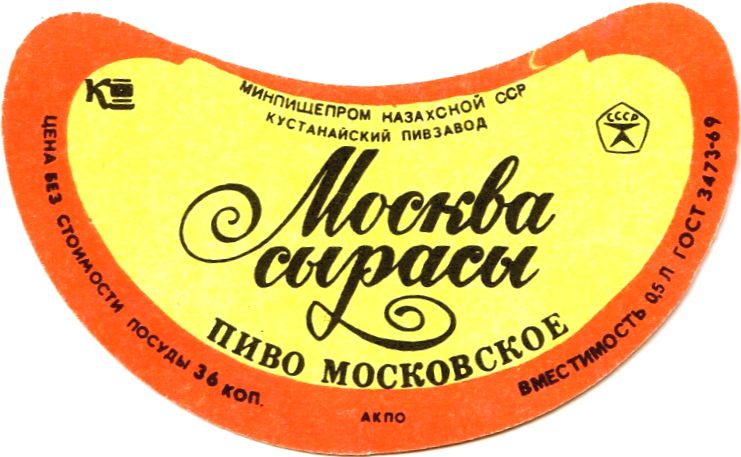 МИНПИЩЕПРОМ КАЗАХСКОЙ ССР
КУСТАНАЙСКИЙ ПИВЗАВОД
СССР
Москва
сырасы
ПИВО МОСКОВСКОЕ
ЦЕНА БЕЗ СТОИМОСТИ ПОСУДЫ 36 КОП.
АКПО
ВМЕСТИМОСТЬ 0,5 Л ГОСТ 3473-69